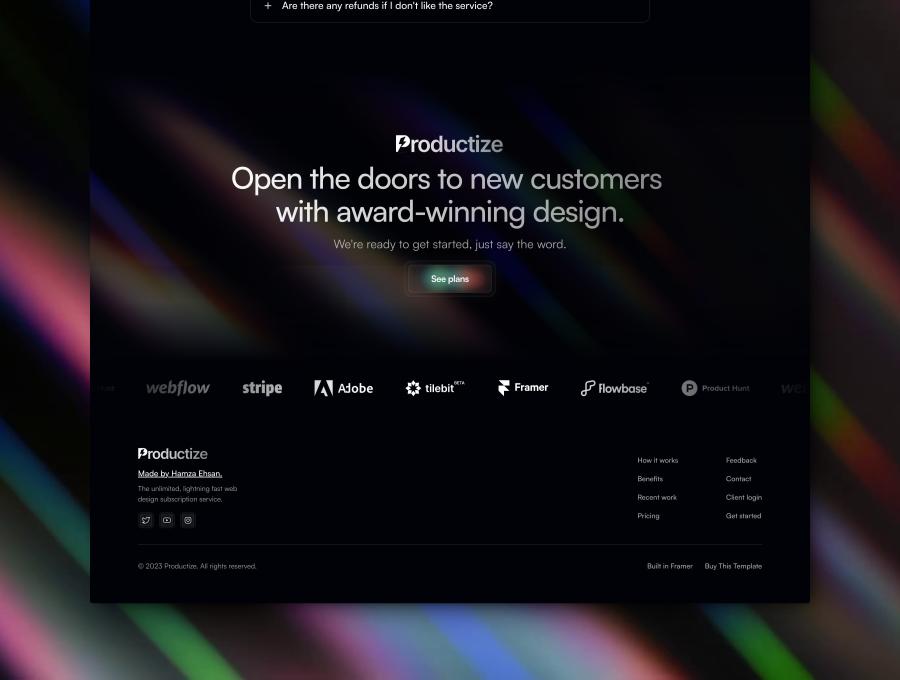 Are there any refunds if I don't like the service?
Productize
Open the doors to new customers
with award-winning design.
We're ready to get started, just say the word.
See plans
webflow stripe Adobe tilebit BETA Framer flowbase Product Hunt
Productize
Made by Hamza Ehsan.
The unlimited, lightning fast web
design subscription service.
How it works Feedback
Benefits Contact
Recent work Client login
Pricing Get started
© 2023 Productize. All rights reserved.
Built in Framer Buy This Template